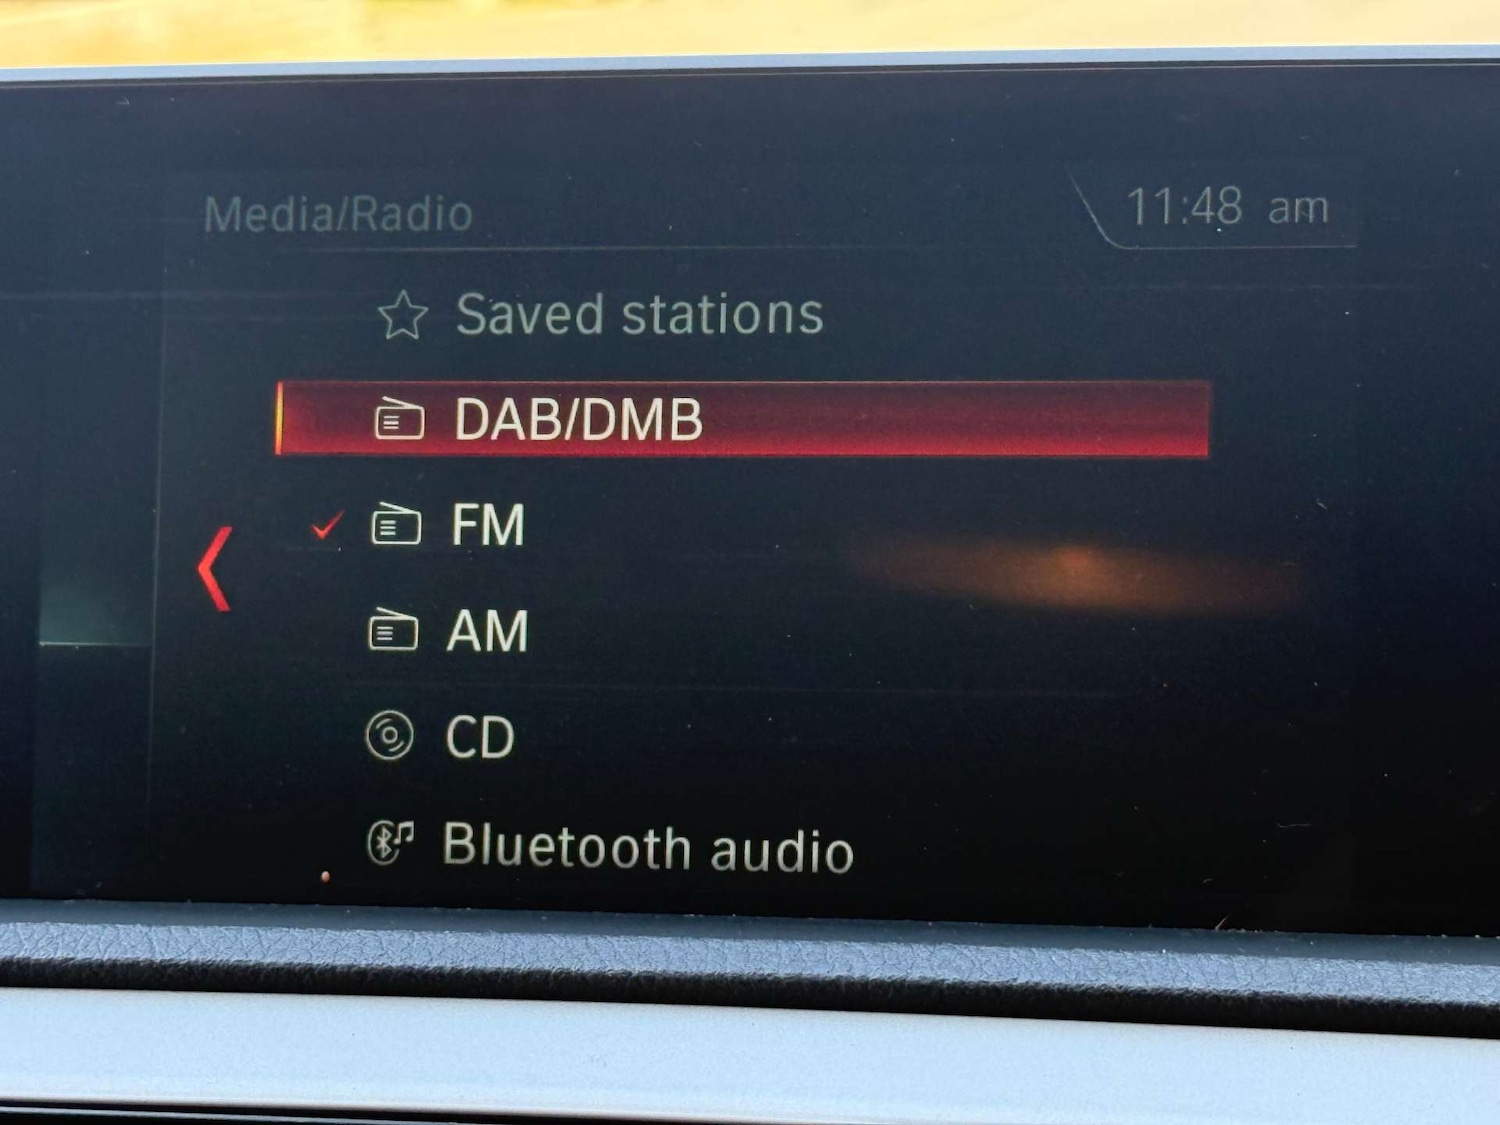 Media/Radio
11:48 am
Saved stations
DAB/DMB
FM
AM
CD
Bluetooth audio